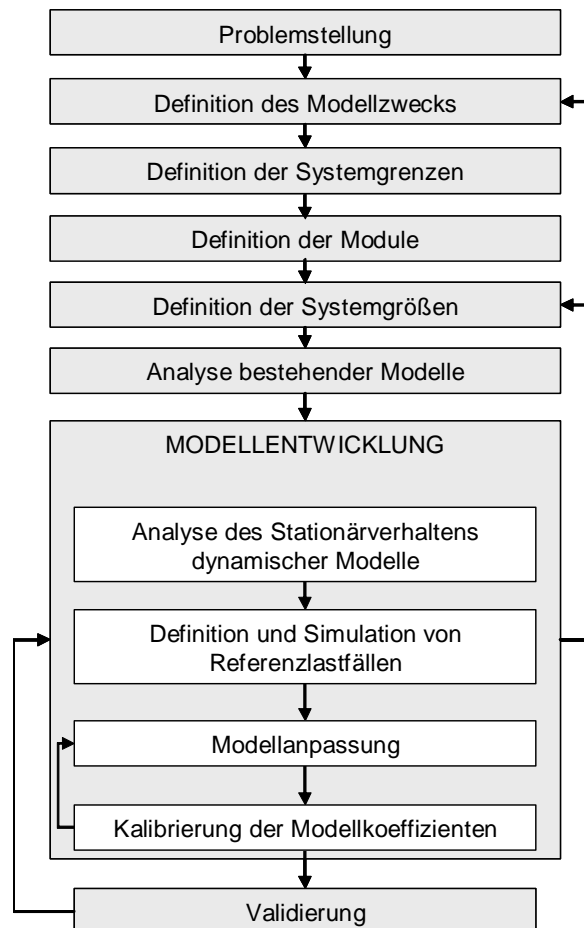 Problemstellung
Definition des Modellzwecks
Definition der Systemgrenzen
Definition der Module
Definition der Systemgrößen
Analyse bestehender Modelle
MODELLENTWICKLUNG
Analyse des Stationärverhaltens
dynamischer Modelle
Definition und Simulation von
Referenzlastfällen
Modellanpassung
Kalibrierung der Modellkoeffizienten
Validierung